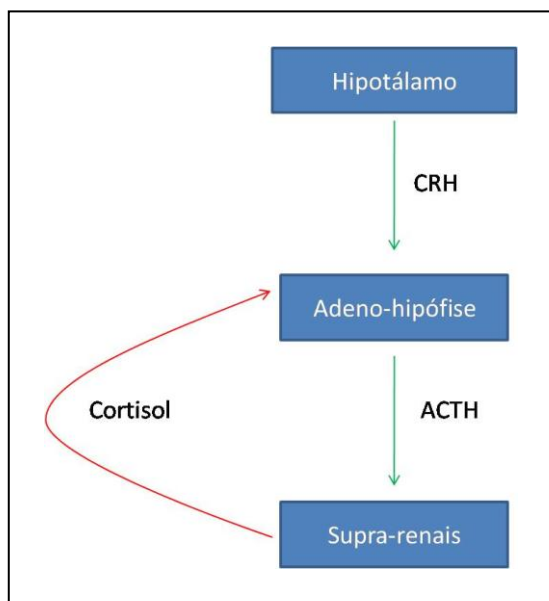 Hipotálamo
CRH
Adeno-hipófise
Cortisol
ACTH
Supra-renais